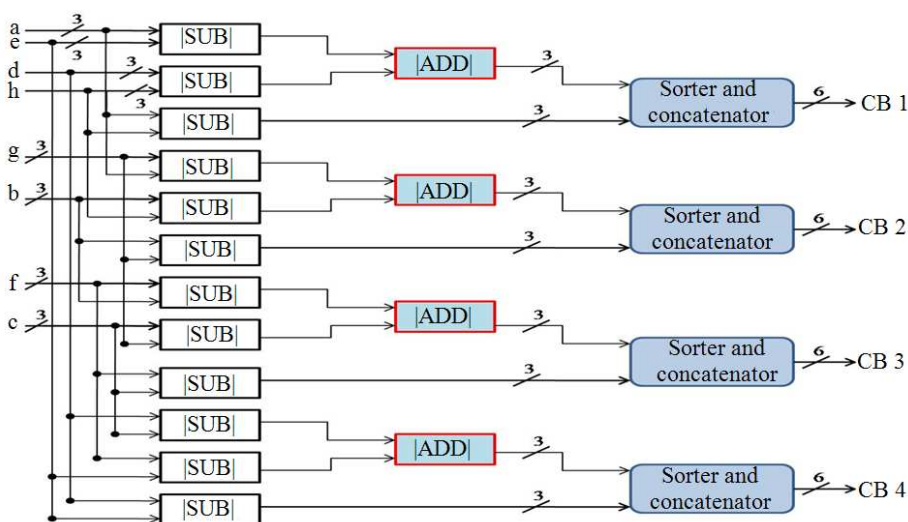 a
3
|SUB|
e
3
3
|ADD|
3
d
3
|SUB|
h
3
Sorter and
concatenator
6
CB 1
|SUB|
3
g
3
|SUB|
|ADD|
3
b
3
|SUB|
Sorter and
concatenator
6
CB 2
|SUB|
3
f
3
|SUB|
|ADD|
3
c
3
|SUB|
Sorter and
concatenator
6
CB 3
|SUB|
3
|SUB|
|ADD|
3
|SUB|
Sorter and
concatenator
6
CB 4
|SUB|
3